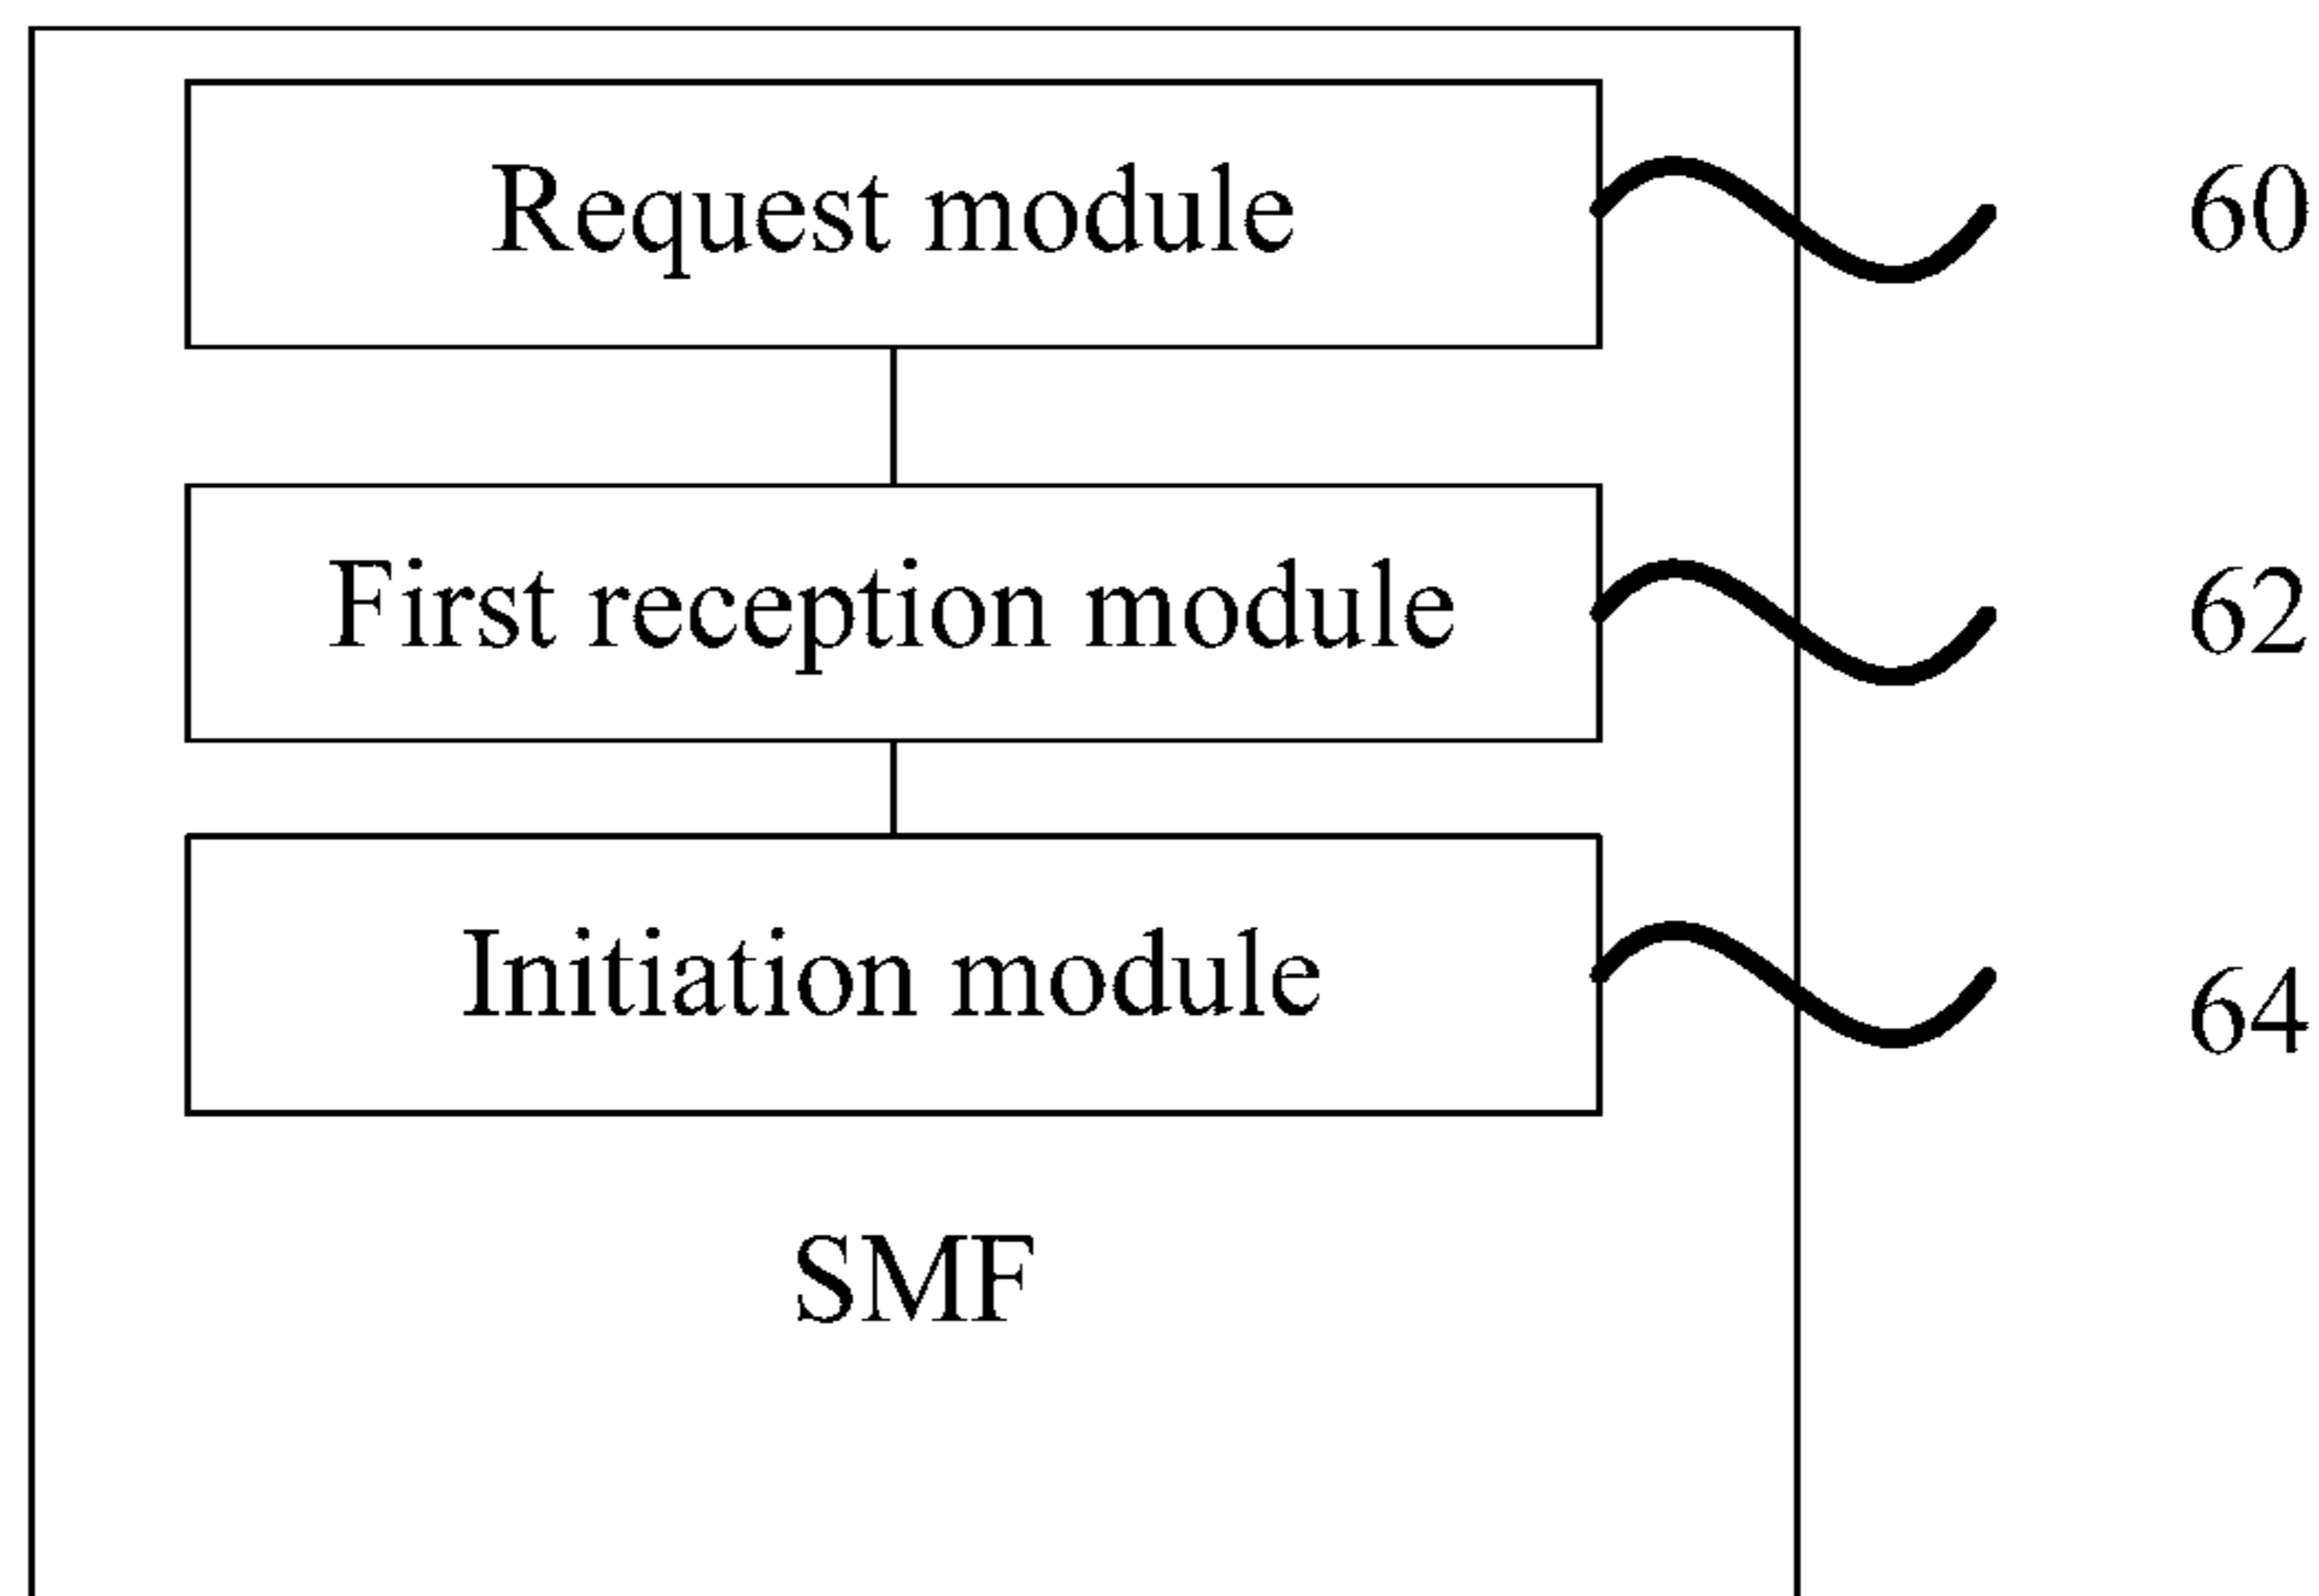 Request module 60
First reception module 62
Initiation module 64
SMF